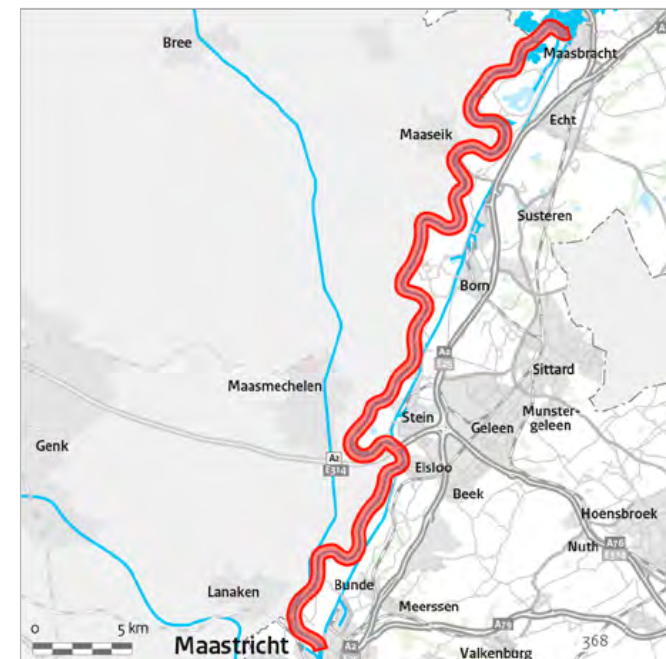 Bree
Maasbracht
Echt
Maaseik
Susteren
Born
A2
E25
Sittard
Maasmechelen
Stein
Munster-
geleen
Geleen
Genk
A2
E314
Elsloo
Beek
Hoensbroek
A76
Nuth
Lanaken
Bunde
Meerssen
A79
0
5 km
Maastricht
A2
Valkenburg
368